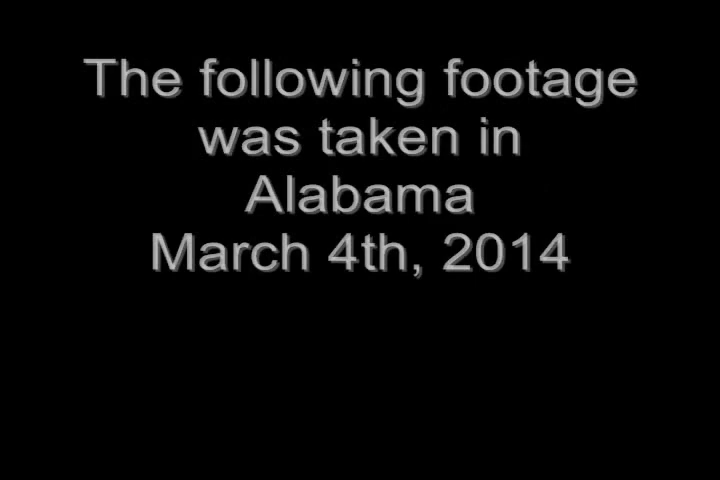 The following footage
was taken in
Alabama
March 4th, 2014